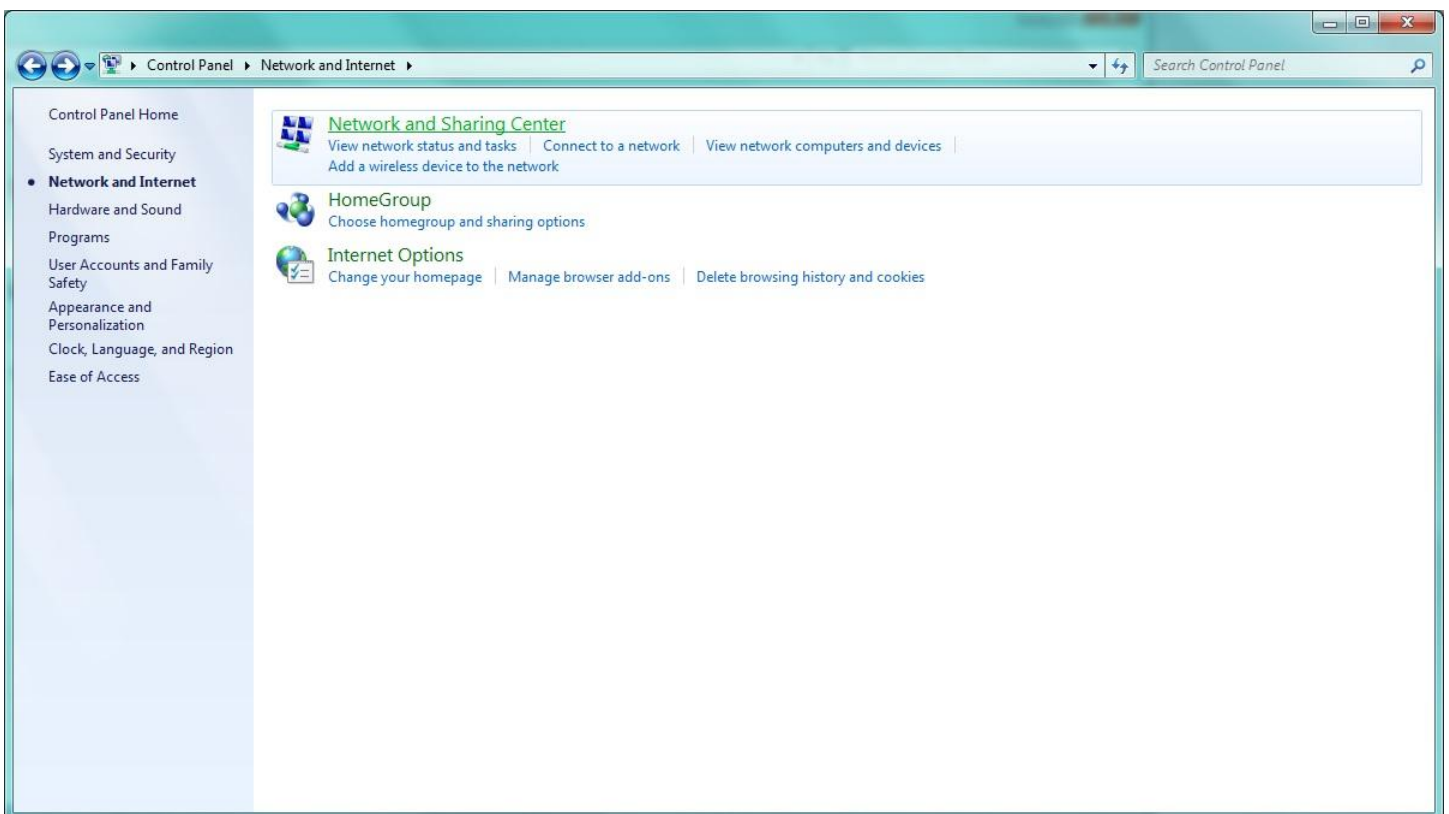 Control Panel
Network and Internet
Search Control Panel
Control Panel Home
System and Security
Network and Internet
Hardware and Sound
Programs
User Accounts and Family
Safety
Appearance and
Personalization
Clock, Language, and Region
Ease of Access
Network and Sharing Center
View network status and tasks
Connect to a network
View network computers and devices
Add a wireless device to the network
HomeGroup
Choose homegroup and sharing options
Internet Options
Change your homepage
Manage browser add-ons
Delete browsing history and cookies